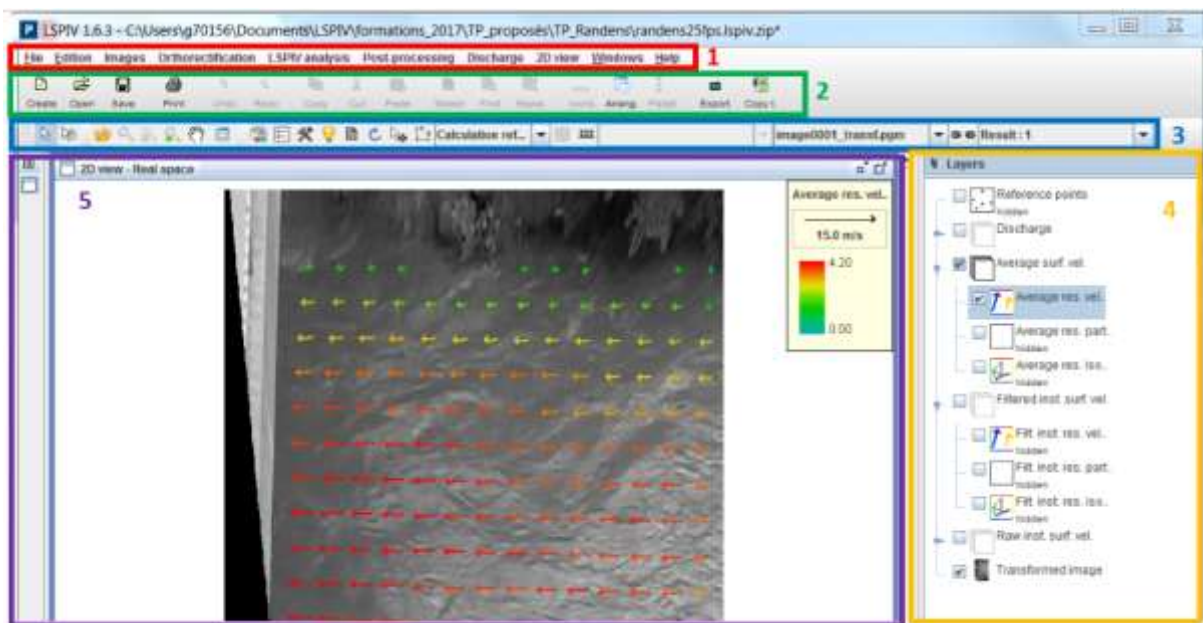 LSPIV 1.6.3 - C:\Users\g70156\Documents\LSPIV\formations_2017\TP_proposés\TP_Randens\randens25fps.lspiv.zip*
File Edition Images Orthorectification LSPIV analysis Post-processing Discharge 2D view Windows Help 1
Create Open Save Print Undo Redo Copy Cut Paste Select Find Arrang. Export Copy t. 2
Calculation ret... image0001_transf.pgm Result : 1 3
2D view - Real space
5
Average res. vel..
15.0 m/s
4.20
0.00
Layers
4
Reference points
hidden
Discharge
Average surf. vel.
Average res. vel..
Average res. part.
hidden
Average res. iso..
hidden
Filtered inst. surf. vel.
Filt. inst. res. vel..
hidden
Filt. inst. res. part.
hidden
Filt. inst. res. iso..
hidden
Raw inst. surf. vel.
Transformed image